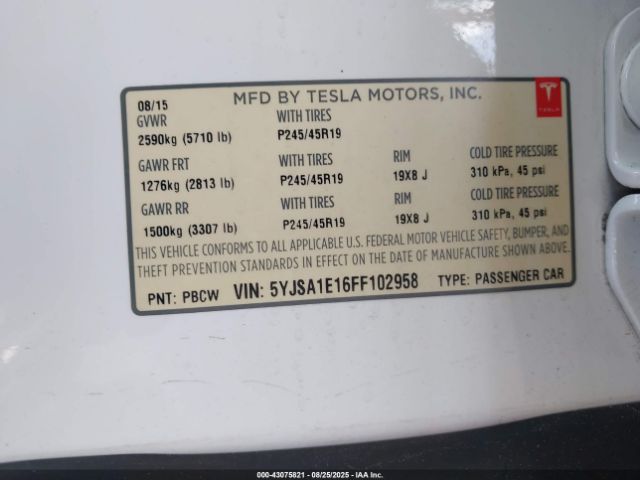 08/15 MFD BY TESLA MOTORS, INC.
TESLA
GVWR WITH TIRES
2590kg (5710 lb) P245/45R19
GAWR FRT WITH TIRES RIM COLD TIRE PRESSURE
1276kg (2813 lb) P245/45R19 19X8 J 310 kPa, 45 psi
GAWR RR WITH TIRES RIM COLD TIRE PRESSURE
1500kg (3307 lb) P245/45R19 19X8 J 310 kPa, 45 psi
THIS VEHICLE CONFORMS TO ALL APPLICABLE U.S. FEDERAL MOTOR VEHICLE SAFETY, BUMPER, AND
THEFT PREVENTION STANDARDS IN EFFECT ON THE DATE OF MANUFACTURE SHOWN ABOVE.
PNT: PBCW VIN: 5YJSA1E16FF102958 TYPE: PASSENGER CAR
000-43075821 - 08/25/2025 - IAA Inc.